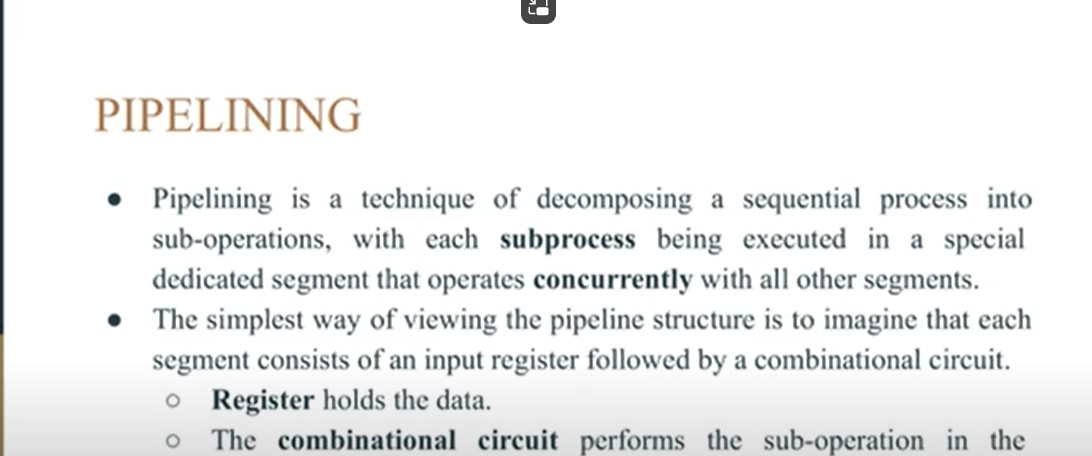 PIPELINING
● Pipelining is a technique of decomposing a sequential process into
sub-operations, with each subprocess being executed in a special
dedicated segment that operates concurrently with all other segments.
● The simplest way of viewing the pipeline structure is to imagine that each
segment consists of an input register followed by a combinational circuit.
○ Register holds the data.
○ The combinational circuit performs the sub-operation in the